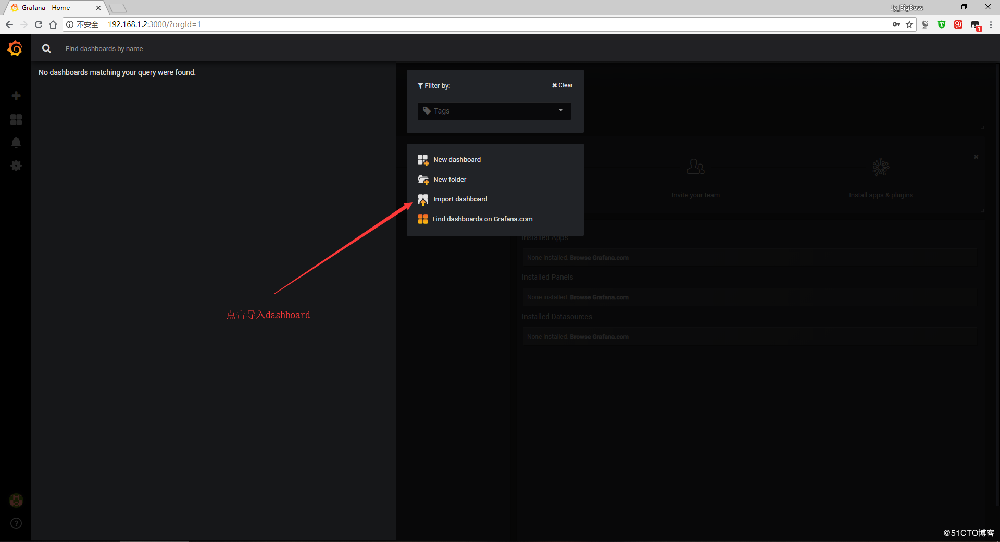 Grafana - Home
Jy_BigBoss
不安全
192.168.1.2:3000/?orgId=1
1
Find dashboards by name
No dashboards matching your query were found.
Filter by:
Clear
Tags
New dashboard
New folder
Import dashboard
Find dashboards on Grafana.com
Invite your team
Install apps & plugins
Installed Apps
None installed. Browse Grafana.com
Installed Panels
None installed. Browse Grafana.com
点击导入dashboard
Installed Datasources
None installed. Browse Grafana.com
@51CTO博客